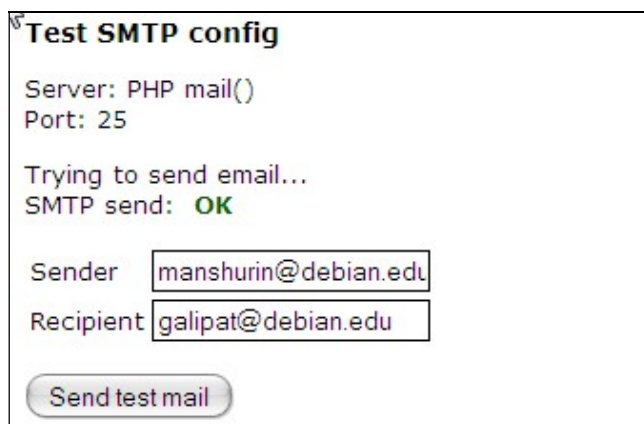 Test SMTP config
Server: PHP mail()
Port: 25
Trying to send email...
SMTP send: OK
Sender manshurin@debian.edu
Recipient galipat@debian.edu
Send test mail